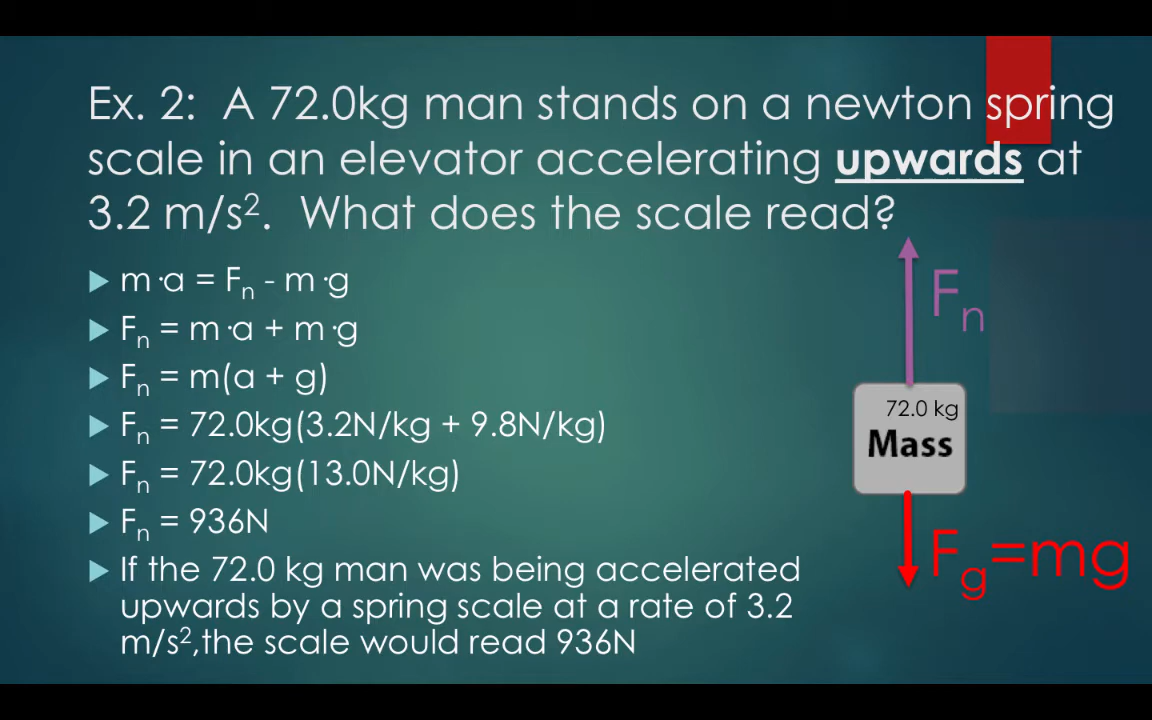 Ex. 2: A 72.0kg man stands on a newton spring
scale in an elevator accelerating upwards at
3.2 m/s². What does the scale read?
m·a = Fₙ - m·g
Fₙ = m·a + m·g
Fₙ = m(a + g)
Fₙ = 72.0kg(3.2N/kg + 9.8N/kg)
Fₙ = 72.0kg(13.0N/kg)
Fₙ = 936N
If the 72.0 kg man was being accelerated
upwards by a spring scale at a rate of 3.2
m/s²,the scale would read 936N
Fₙ
72.0 kg
Mass
F_g=mg